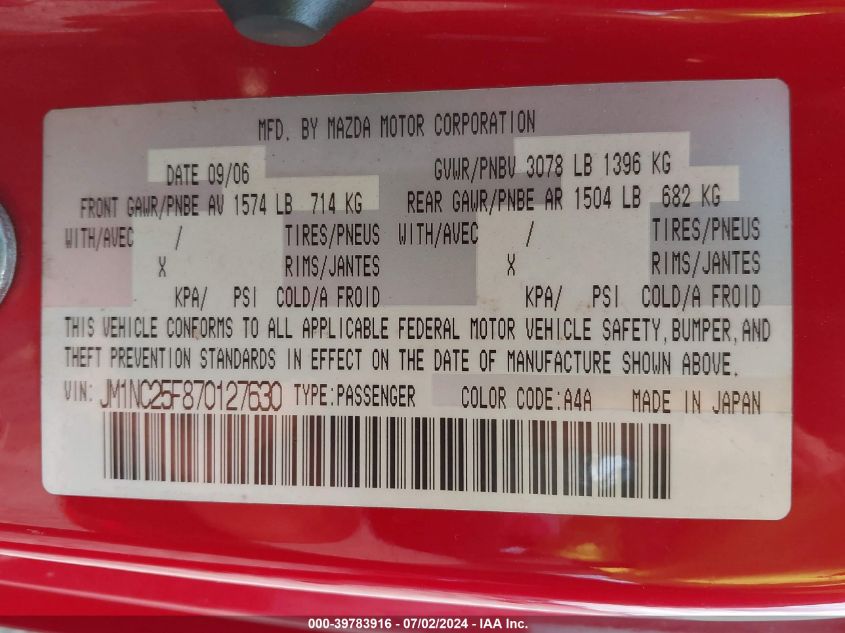 MFD. BY MAZDA MOTOR CORPORATION
DATE 09/06 GVWR/PNBV 3078 LB 1396 KG
FRONT GAWR/PNBE AV 1574 LB 714 KG REAR GAWR/PNBE AR 1504 LB 682 KG
WITH/AVEC / TIRES/PNEUS WITH/AVEC / TIRES/PNEUS
X RIMS/JANTES X RIMS/JANTES
KPA/ PSI COLD/A FROID KPA/ PSI COLD/A FROID
THIS VEHICLE CONFORMS TO ALL APPLICABLE FEDERAL MOTOR VEHICLE SAFETY, BUMPER, AND
THEFT PREVENTION STANDARDS IN EFFECT ON THE DATE OF MANUFACTURE SHOWN ABOVE.
VIN: JM1NC25F870127630 TYPE:PASSENGER COLOR CODE:A4A MADE IN JAPAN
000-39783916 - 07/02/2024 - IAA Inc.